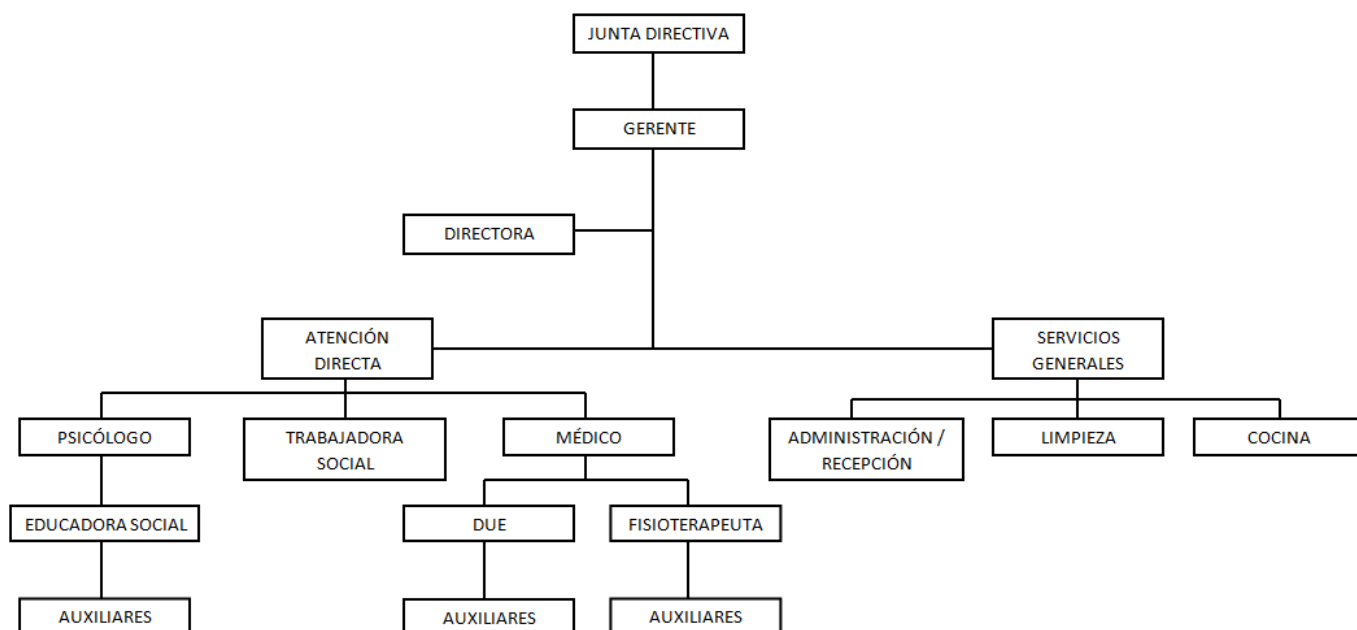 JUNTA DIRECTIVA
GERENTE
DIRECTORA
ATENCIÓN
DIRECTA
SERVICIOS
GENERALES
PSICÓLOGO
TRABAJADORA
SOCIAL
MÉDICO
ADMINISTRACIÓN /
RECEPCIÓN
LIMPIEZA
COCINA
EDUCADORA SOCIAL
DUE
FISIOTERAPEUTA
AUXILIARES
AUXILIARES
AUXILIARES